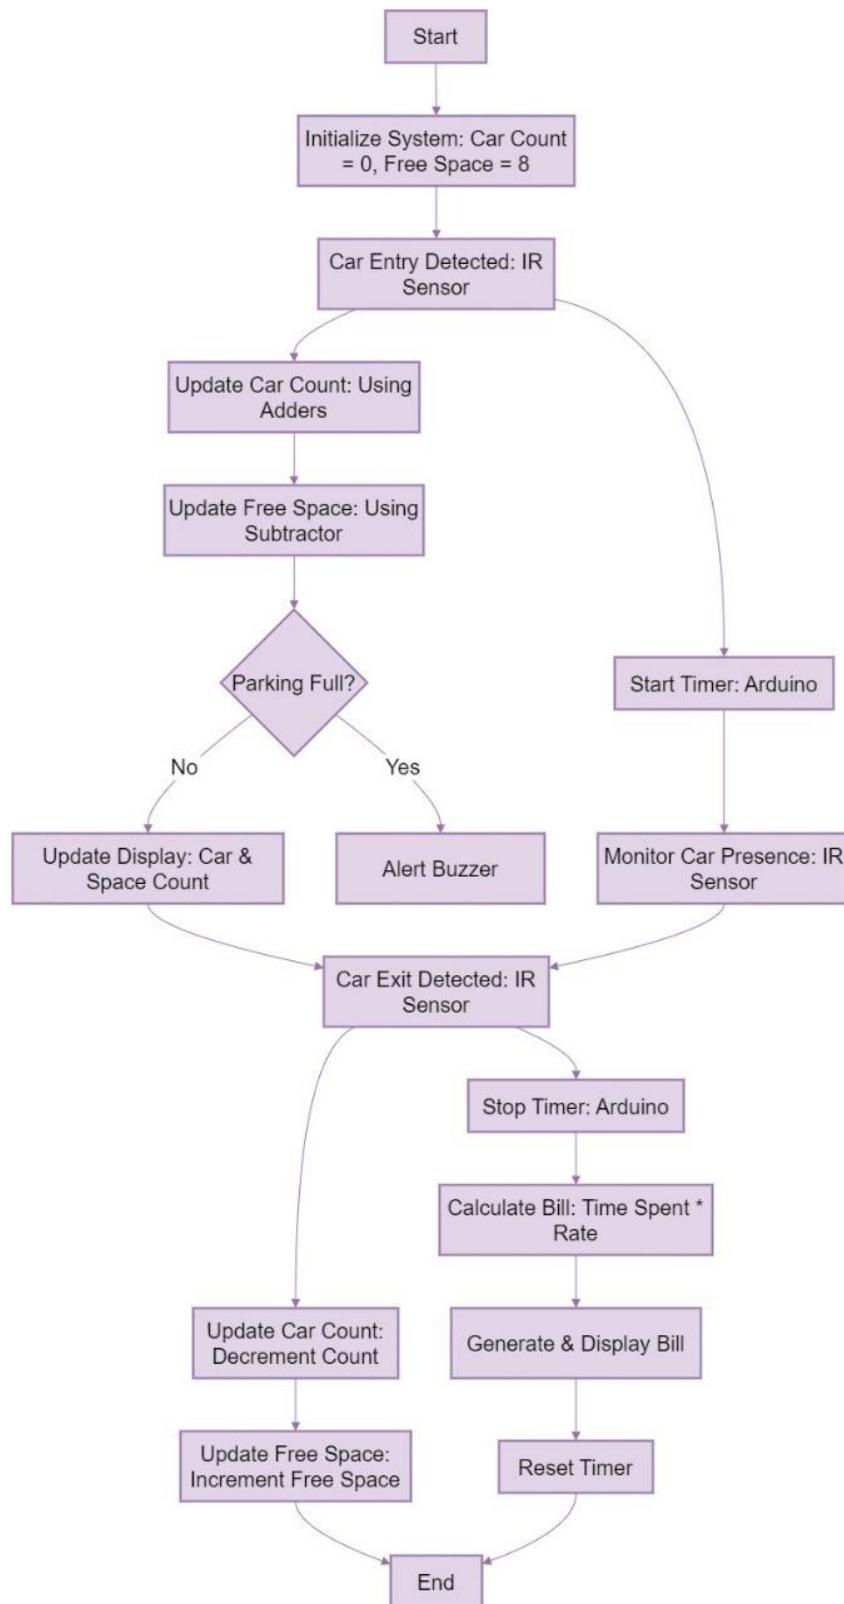 Start
Initialize System: Car Count
= 0, Free Space = 8
Car Entry Detected: IR
Sensor
Update Car Count: Using
Adders
Update Free Space: Using
Subtractor
Parking Full?
Start Timer: Arduino
No
Yes
Update Display: Car &
Space Count
Alert Buzzer
Monitor Car Presence: IR
Sensor
Car Exit Detected: IR
Sensor
Stop Timer: Arduino
Calculate Bill: Time Spent *
Rate
Update Car Count:
Decrement Count
Generate & Display Bill
Update Free Space:
Increment Free Space
Reset Timer
End